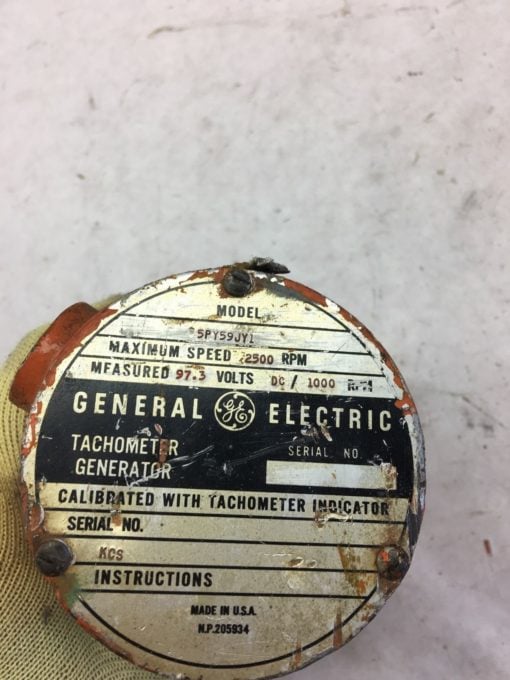 MODEL
5PY59JY1
MAXIMUM SPEED 2500 RPM
MEASURED 97.3 VOLTS DC / 1000 RPM
GENERAL GE ELECTRIC
TACHOMETER
GENERATOR
SERIAL NO.
CALIBRATED WITH TACHOMETER INDICATOR
SERIAL NO.
KCS
INSTRUCTIONS
MADE IN U.S.A.
N.P. 205934